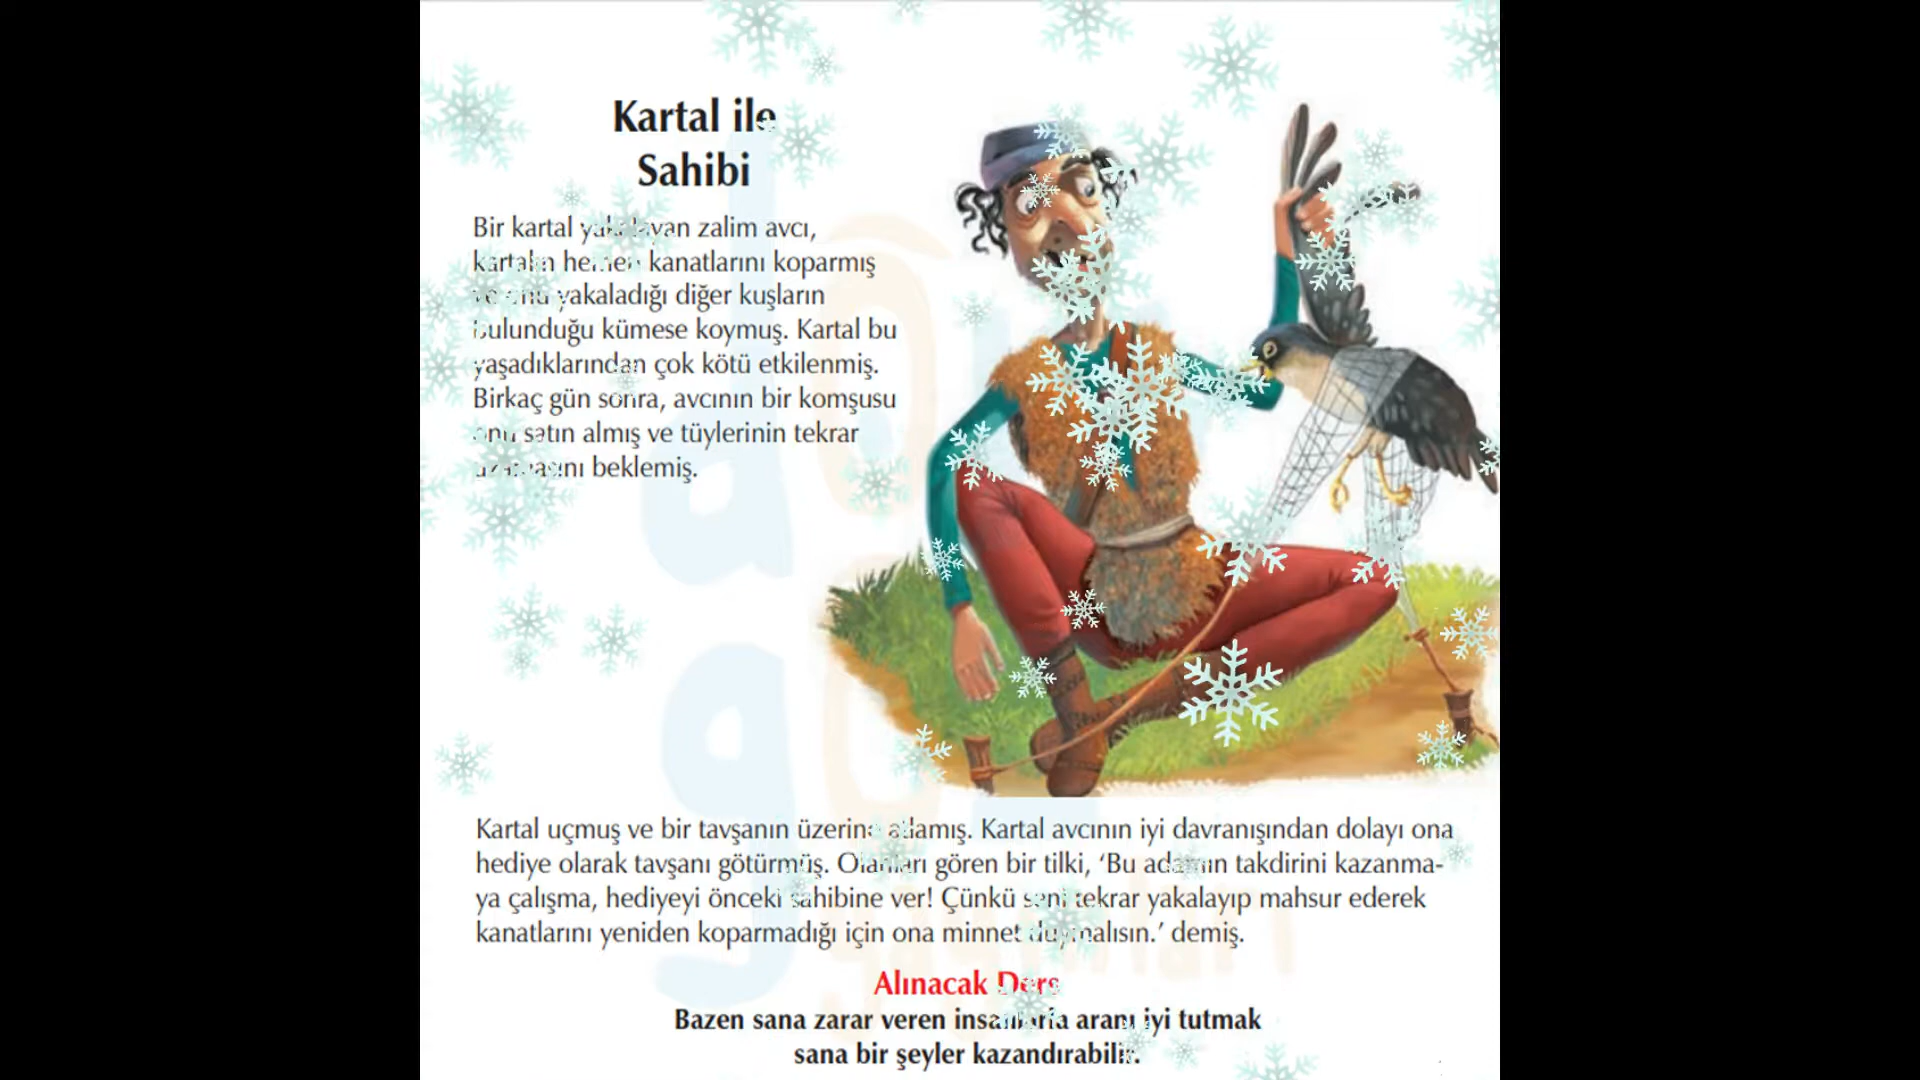 Kartal ile
Sahibi
Bir kartal yakalayan zalim avcı,
kartalın hemen kanatlarını koparmış
ve onu yakaladığı diğer kuşların
bulunduğu kümese koymuş. Kartal bu
yaşadıklarından çok kötü etkilenmiş.
Birkaç gün sonra, avcının bir komşusu
onu satın almış ve tüylerinin tekrar
uzamasını beklemiş.
Kartal uçmuş ve bir tavşanın üzerine atlamış. Kartal avcının iyi davranışından dolayı ona
hediye olarak tavşanı götürmüş. Olanları gören bir tilki, ‘Bu adamın takdirini kazanma-
ya çalışma, hediyeyi önceki sahibine ver! Çünkü seni tekrar yakalayıp mahsur ederek
kanatlarını yeniden koparmadığı için ona minnet duymalısın.’ demiş.
Alınacak Ders
Bazen sana zarar veren insanlarla aranı iyi tutmak
sana bir şeyler kazandırabilir.